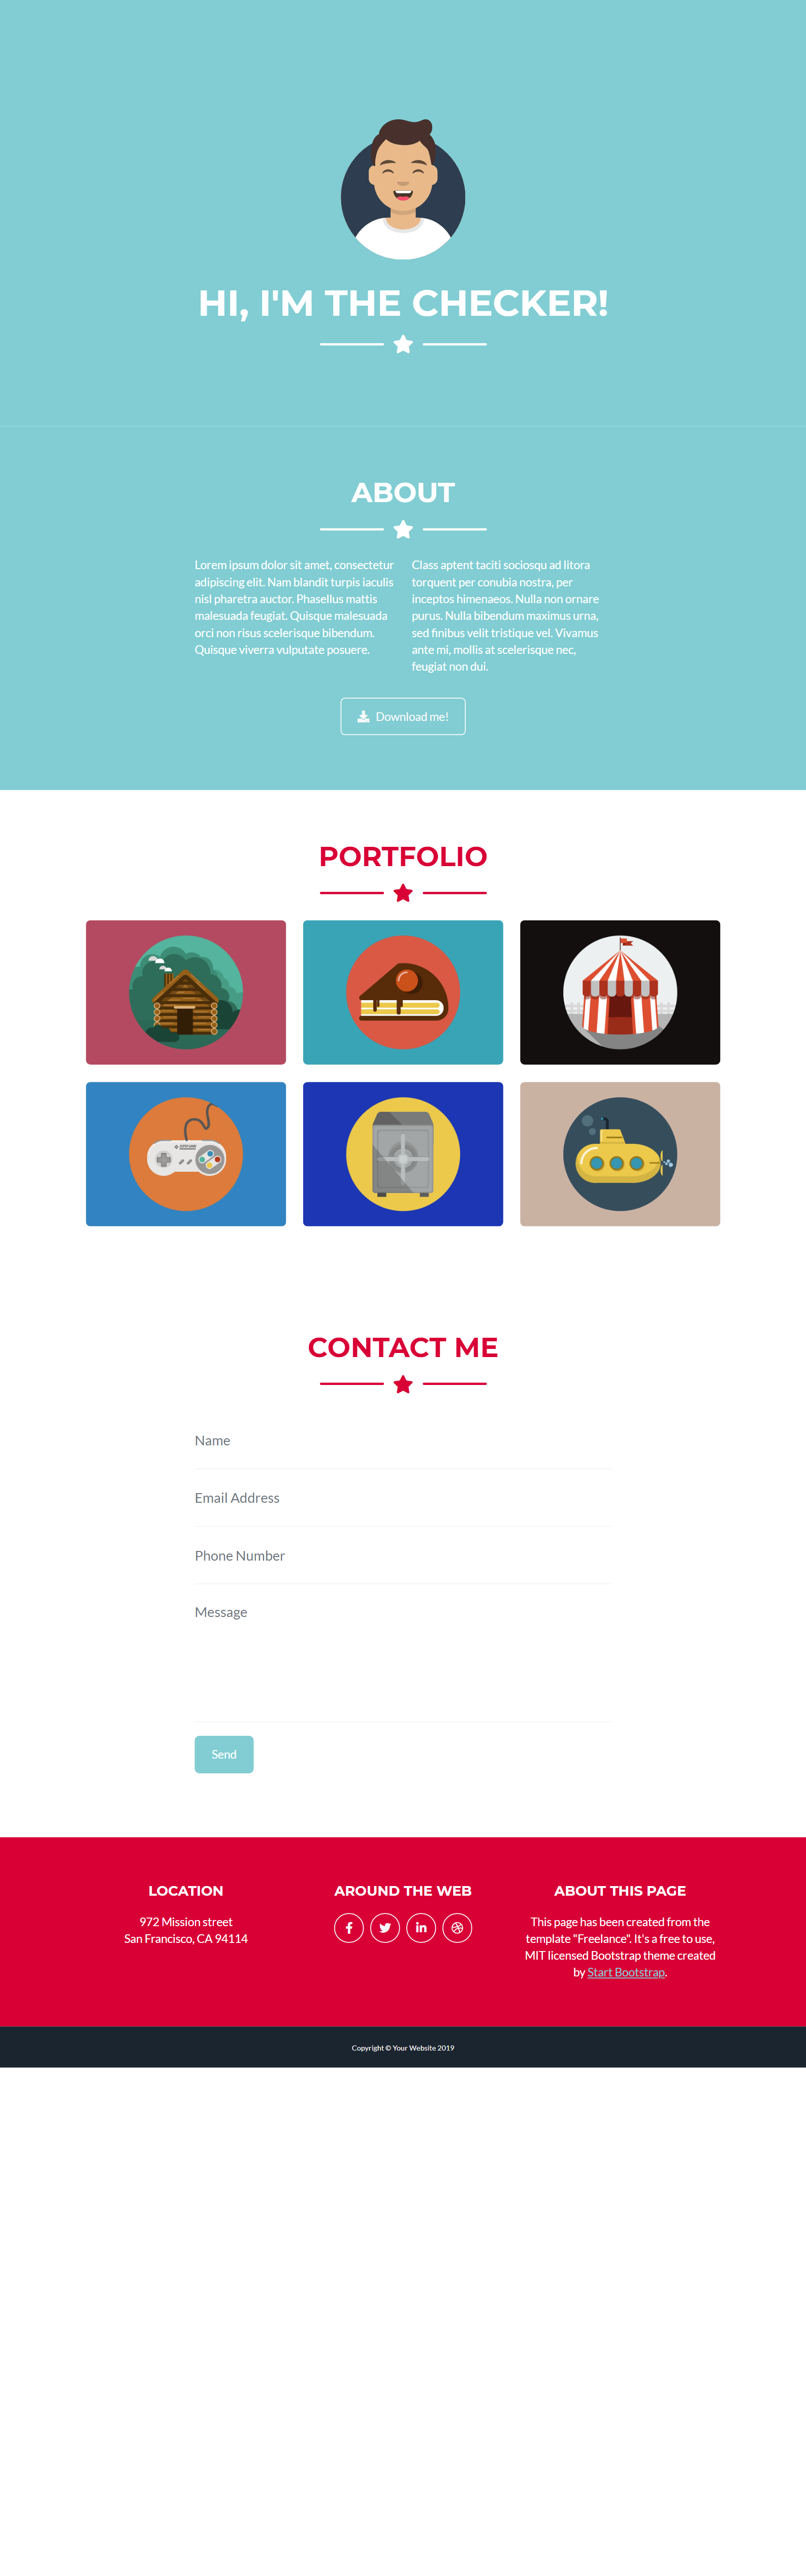 HI, I'M THE CHECKER!
ABOUT
Lorem ipsum dolor sit amet, consectetur
adipiscing elit. Nam blandit turpis iaculis
nisl pharetra auctor. Phasellus mattis
malesuada feugiat. Quisque malesuada
orci non risus scelerisque bibendum.
Quisque viverra vulputate posuere.
Class aptent taciti sociosqu ad litora
torquent per conubia nostra, per
inceptos himenaeos. Nulla non ornare
purus. Nulla bibendum maximus urna,
sed finibus velit tristique vel. Vivamus
ante mi, mollis at scelerisque nec,
feugiat non dui.
Download me!
PORTFOLIO
CONTACT ME
Name
Email Address
Phone Number
Message
Send
LOCATION
972 Mission street
San Francisco, CA 94114
AROUND THE WEB
ABOUT THIS PAGE
This page has been created from the
template "Freelance". It's a free to use,
MIT licensed Bootstrap theme created
by Start Bootstrap.
Copyright © Your Website 2019